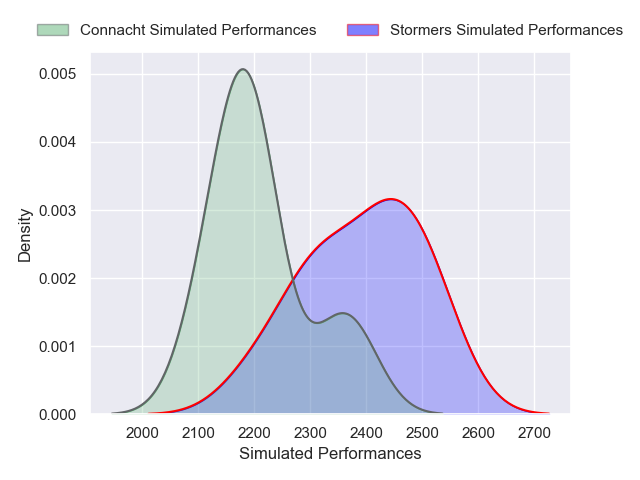 Connacht Simulated Performances
Stormers Simulated Performances
0.005
0.004
0.003
0.002
0.001
0.000
Density
2000 2100 2200 2300 2400 2500 2600 2700
Simulated Performances